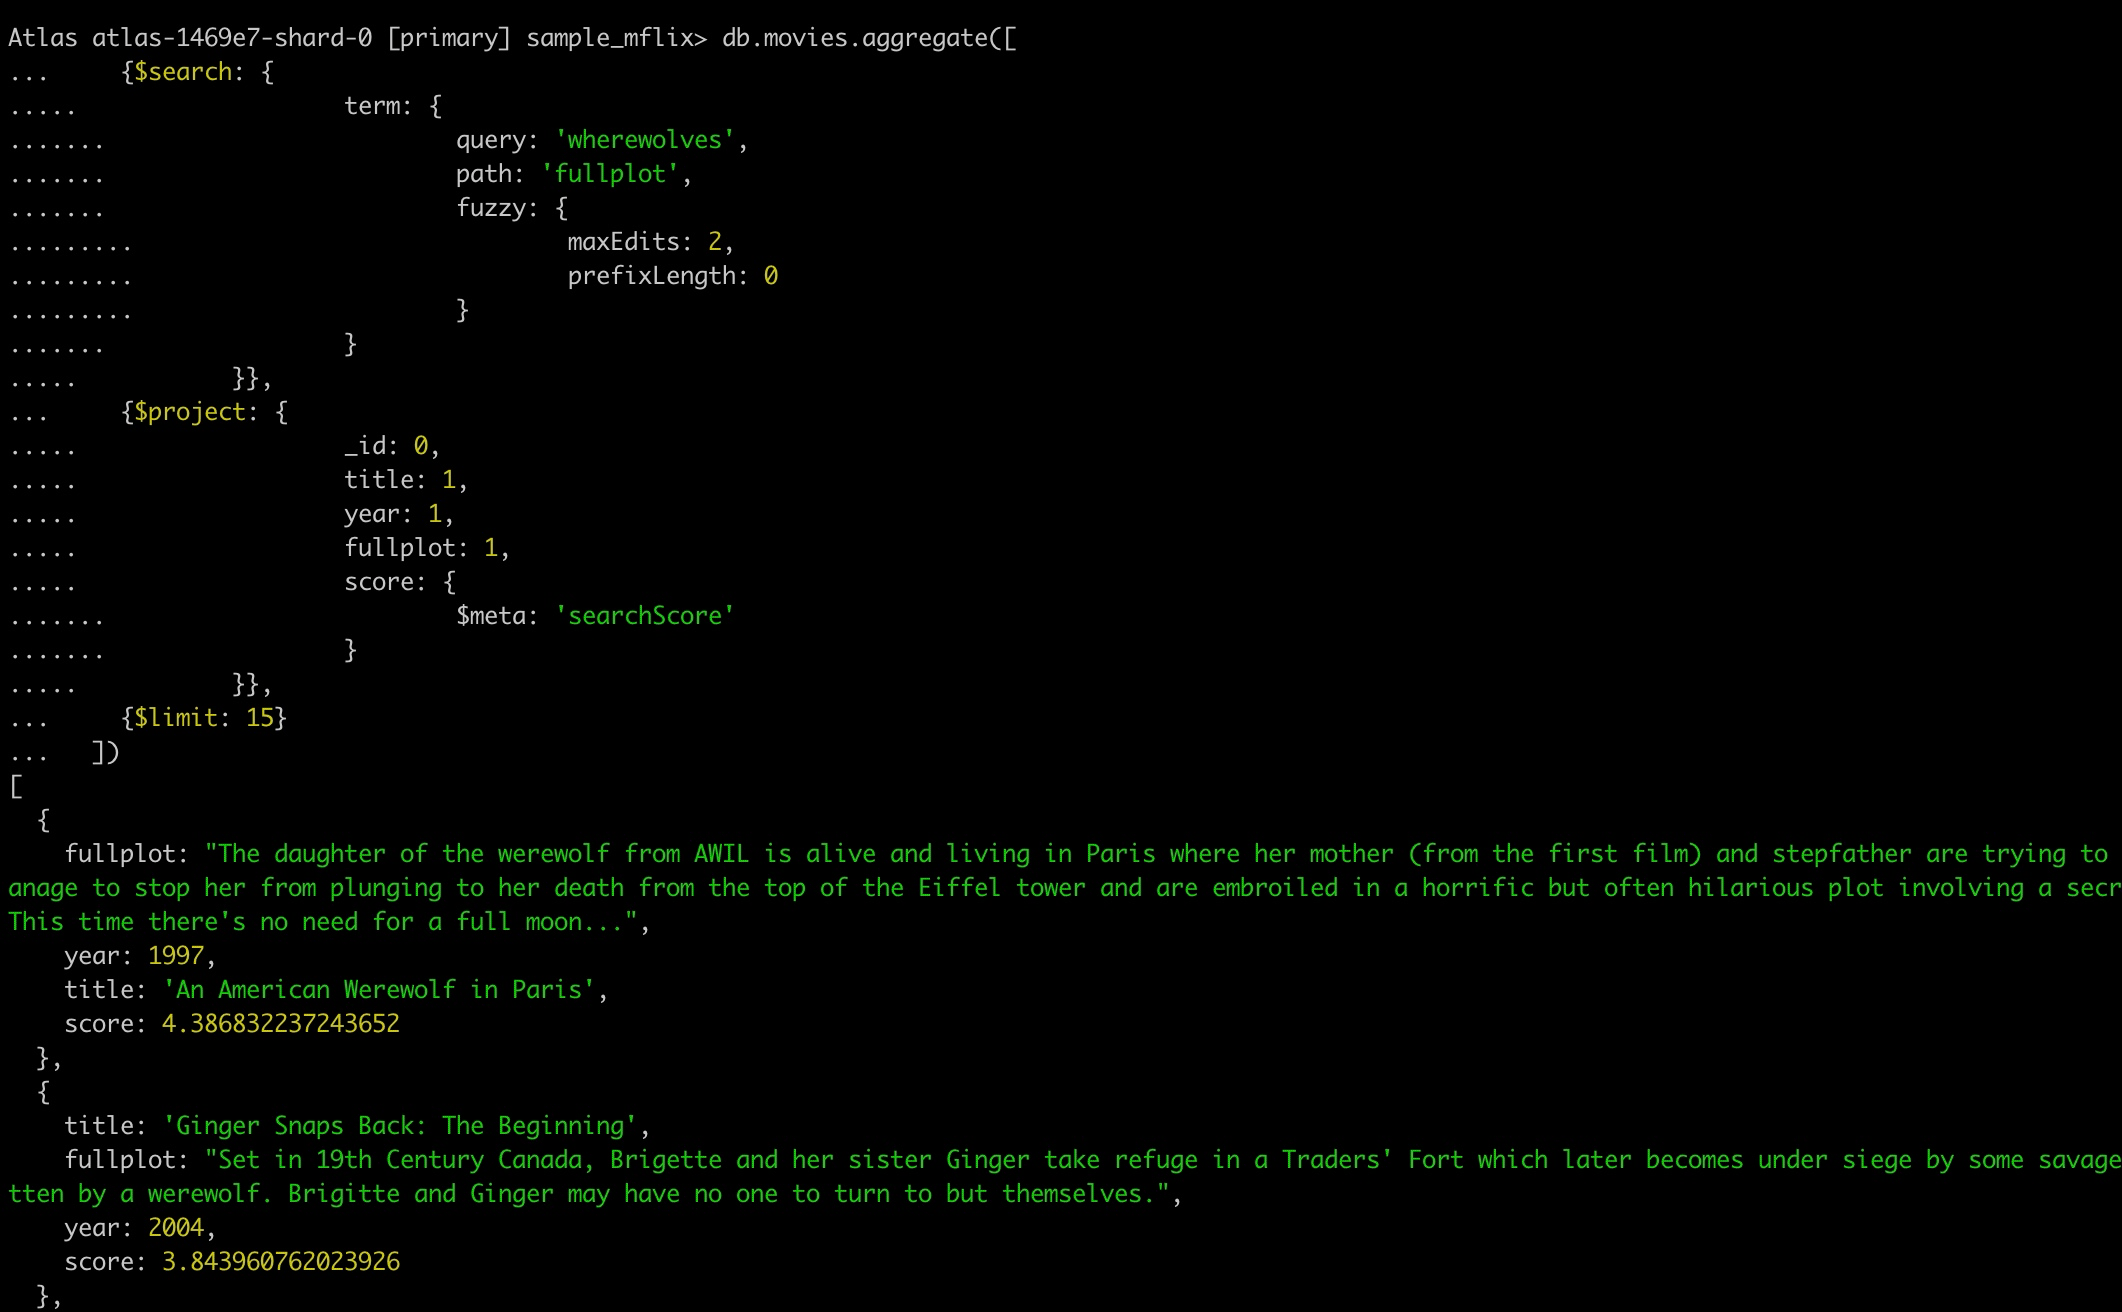 Atlas atlas-1469e7-shard-0 [primary] sample_mflix> db.movies.aggregate([
...     {$search: {
.....                   term: {
.......                         query: 'wherewolves',
.......                         path: 'fullplot',
.......                         fuzzy: {
.........                               maxEdits: 2,
.........                               prefixLength: 0
.........                       }
.......                 }
.....           }},
...     {$project: {
.....                   _id: 0,
.....                   title: 1,
.....                   year: 1,
.....                   fullplot: 1,
.....                   score: {
.......                         $meta: 'searchScore'
.......                 }
.....           }},
...     {$limit: 15}
...   ])
[
  {
    fullplot: "The daughter of the werewolf from AWIL is alive and living in Paris where her mother (from the first film) and stepfather are trying to
anage to stop her from plunging to her death from the top of the Eiffel tower and are embroiled in a horrific but often hilarious plot involving a secr
This time there's no need for a full moon...",
    year: 1997,
    title: 'An American Werewolf in Paris',
    score: 4.386832237243652
  },
  {
    title: 'Ginger Snaps Back: The Beginning',
    fullplot: "Set in 19th Century Canada, Brigette and her sister Ginger take refuge in a Traders' Fort which later becomes under siege by some savage
tten by a werewolf. Brigitte and Ginger may have no one to turn to but themselves.",
    year: 2004,
    score: 3.843960762023926
  },